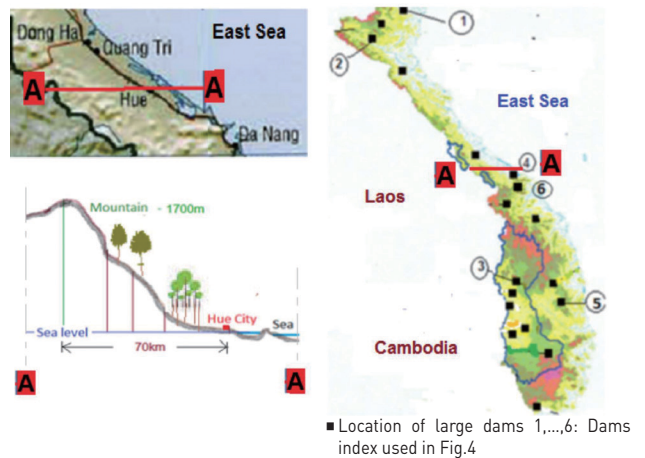 Dong Ha
Quang Tri
East Sea
A
A
Hue
Da Nang
Mountain - 1700m
Hue City
Sea
Sea level
70km
A
A
1
2
East Sea
4
A
A
6
Laos
3
5
Cambodia
■ Location of large dams 1,...,6: Dams
index used in Fig.4